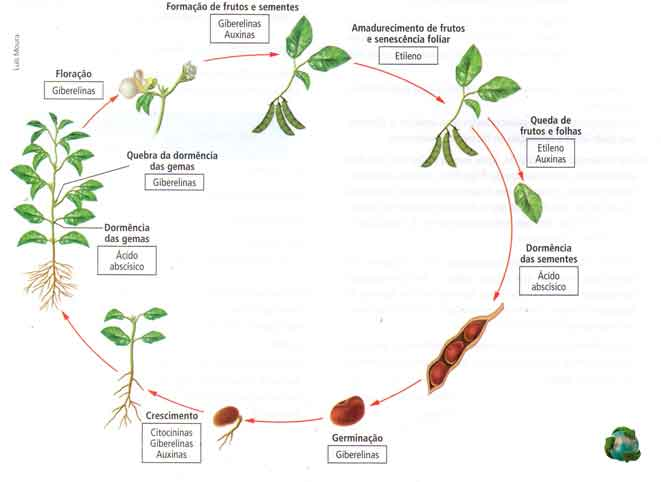 Formação de frutos e sementes
Giberelinas
Auxinas
Amadurecimento de frutos
e senescência foliar
Etileno
Luis Moura
Floração
Giberelinas
Queda de
frutos e folhas
Etileno
Auxinas
Quebra da dormência
das gemas
Giberelinas
Dormência
das gemas
Ácido
abscísico
Dormência
das sementes
Ácido
abscísico
Crescimento
Citocininas
Giberelinas
Auxinas
Germinação
Giberelinas